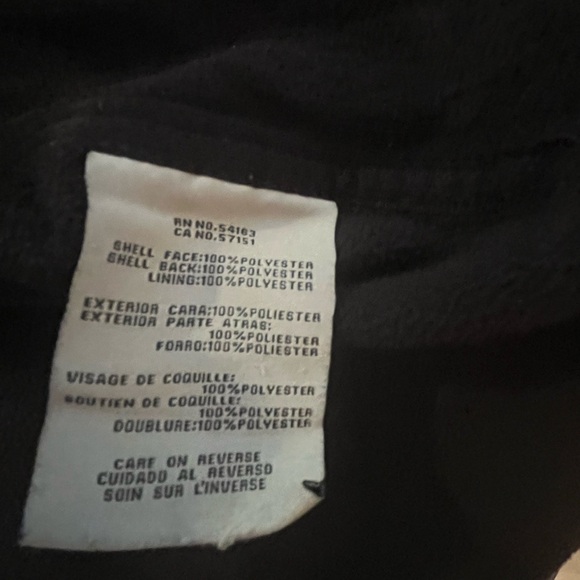 RN NO.54163
CA NO.57151
SHELL FACE:100%POLYESTER
SHELL BACK:100%POLYESTER
LINING:100%POLYESTER
EXTERIOR CARA:100%POLIESTER
EXTERIOR PARTE ATRAS:
100%POLIESTER
FORRO:100%POLIESTER
VISAGE DE COQUILLE:
100%POLYESTER
SOUTIEN DE COQUILLE:
100%POLYESTER
DOUBLURE:100%POLYESTER
CARE ON REVERSE
CUIDADO AL REVERSO
SOIN SUR L'INVERSE